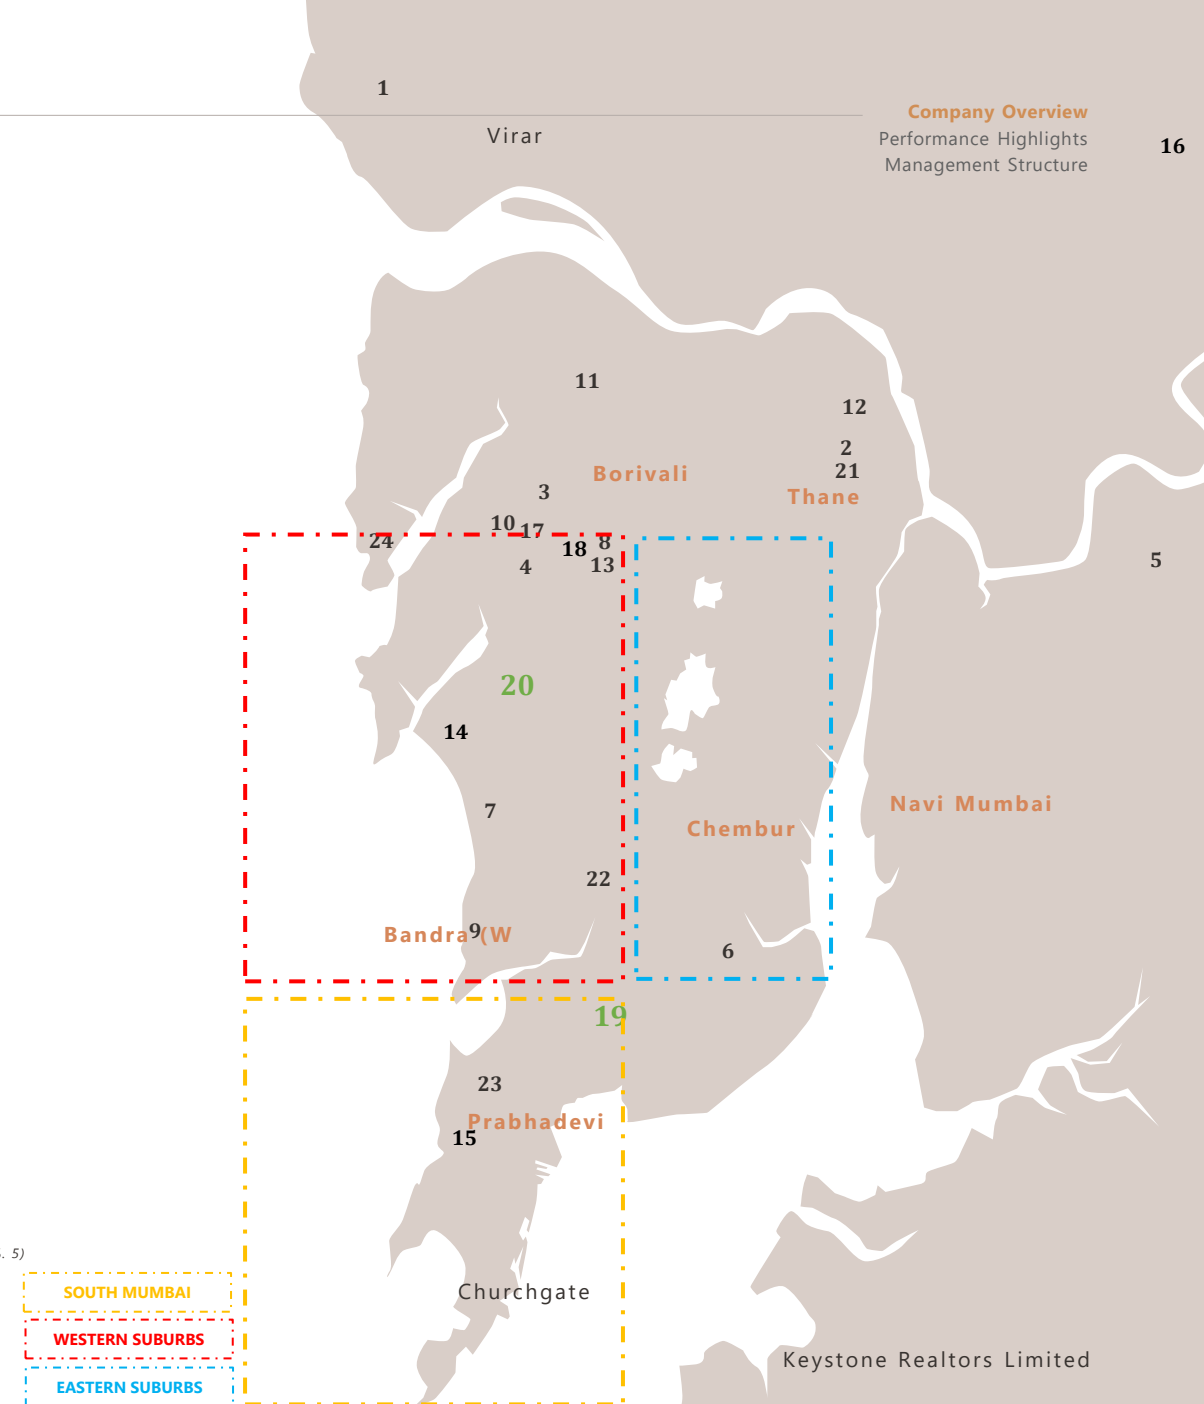 1
Company Overview
Virar
Performance Highlights
16
Management Structure
11
12
2
Borivali
21
3
Thane
10
17
24
18
8
5
4
13
20
14
Navi Mumbai
7
Chembur
22
9
Bandra (W
6
19
23
Prabhadevi
15
. 5)
SOUTH MUMBAI
Churchgate
WESTERN SUBURBS
Keystone Realtors Limited
EASTERN SUBURBS